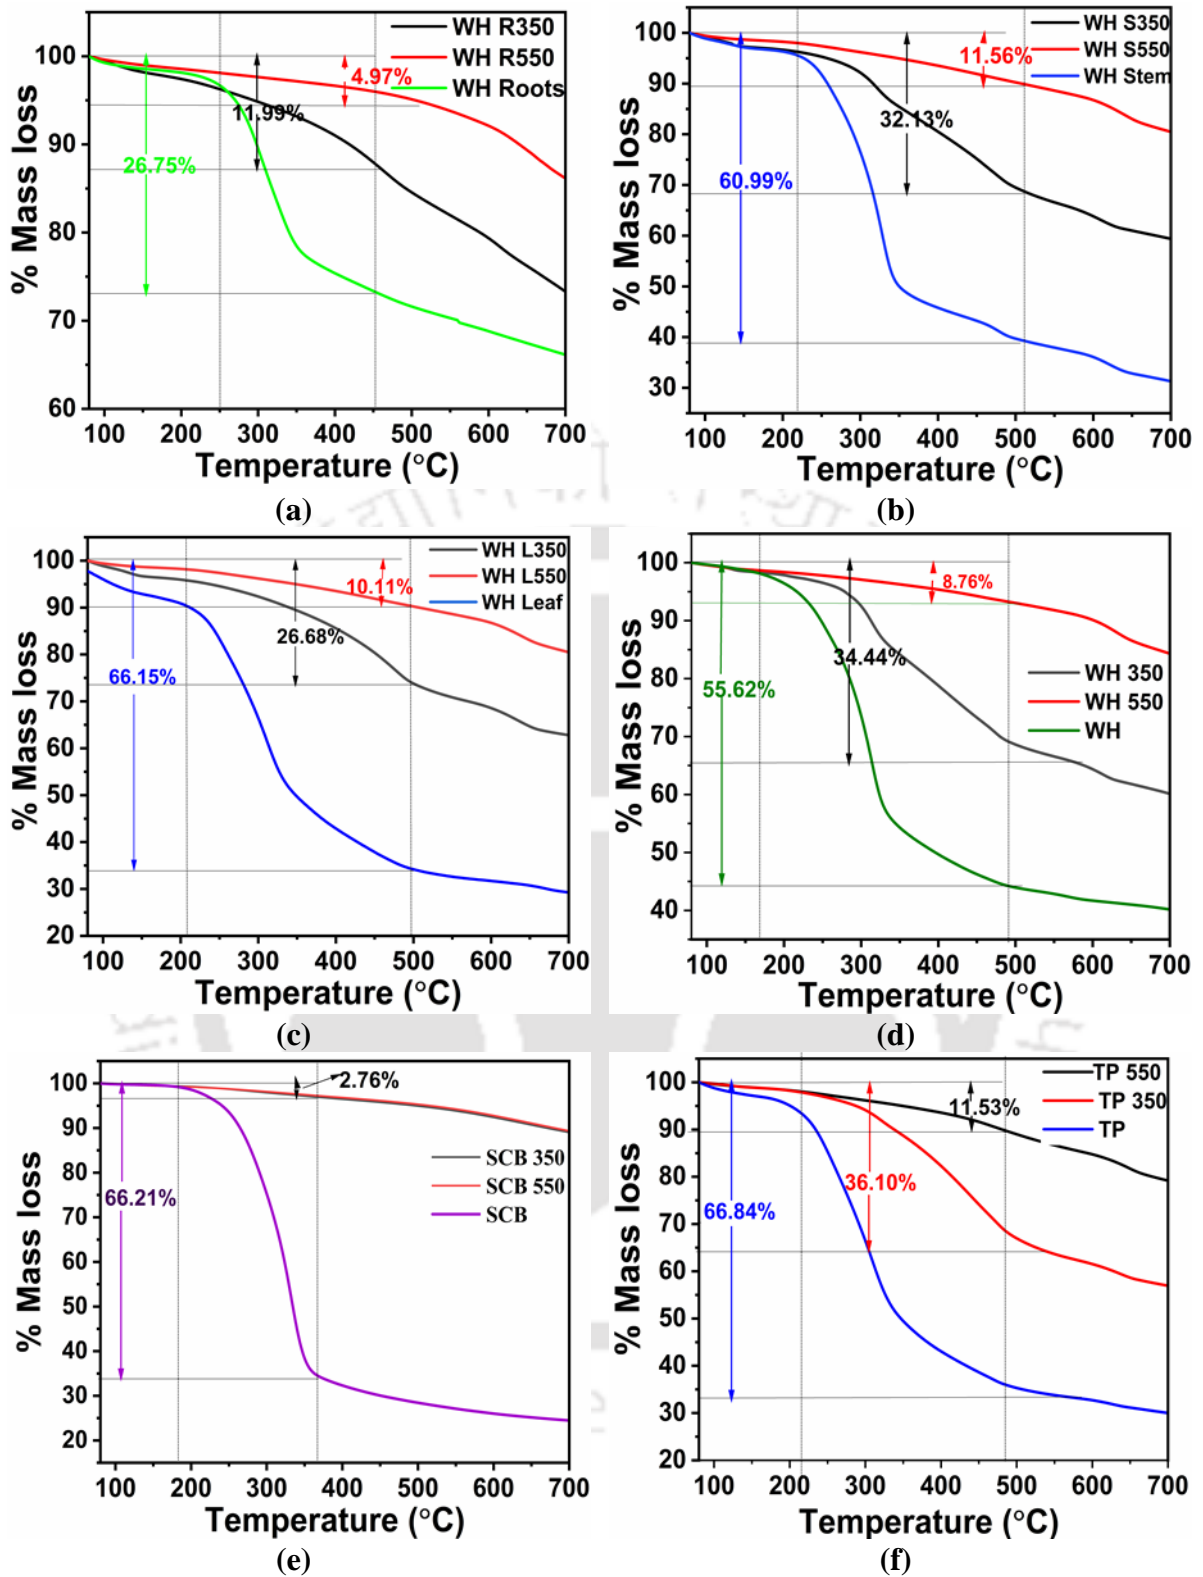 WH R350
WH R550
WH Roots
4.97%
11.99%
26.75%
% Mass loss
100
90
80
70
60
100 200 300 400 500 600 700
Temperature (°C)
(a)
WH S350
WH S550
WH Stem
11.56%
32.13%
60.99%
% Mass loss
100
90
80
70
60
50
40
30
100 200 300 400 500 600 700
Temperature (°C)
(b)
WH L350
WH L550
WH Leaf
10.11%
26.68%
66.15%
% Mass loss
100
90
80
70
60
50
40
30
20
100 200 300 400 500 600 700
Temperature (°C)
(c)
8.76%
34.44%
55.62%
WH 350
WH 550
WH
% Mass loss
100
90
80
70
60
50
40
100 200 300 400 500 600 700
Temperature (°C)
(d)
2.76%
SCB 350
SCB 550
SCB
66.21%
% Mass loss
100
90
80
70
60
50
40
30
20
100 200 300 400 500 600 700
Temperature (°C)
(e)
TP 550
TP 350
TP
11.53%
36.10%
66.84%
% Mass loss
100
90
80
70
60
50
40
30
20
100 200 300 400 500 600 700
Temperature (°C)
(f)